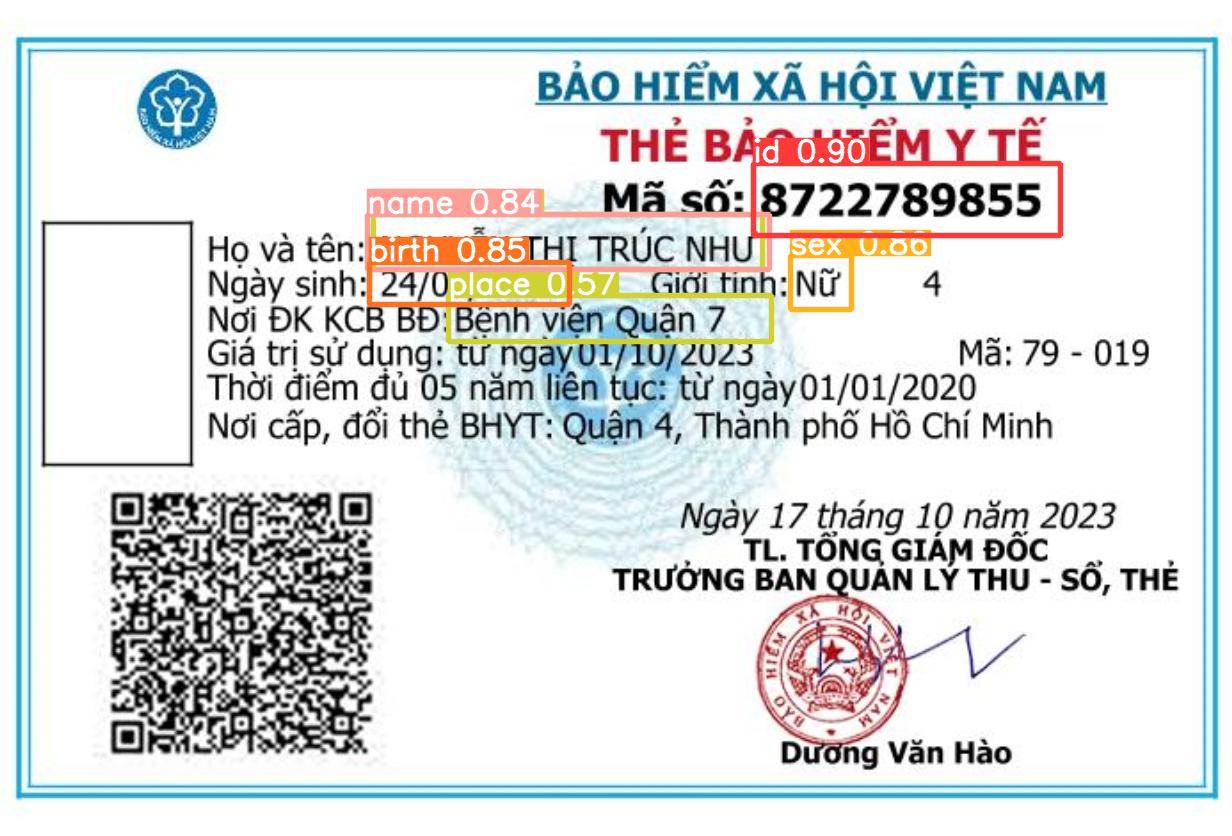 BẢO HIỂM XÃ HỘI VIỆT NAM
THẺ BẢO HIỂM Y TẾ
id 0.90
Mã số: 8722789855
name 0.84
Họ và tên: THỊ TRÚC NHƯ
birth 0.85
sex 0.86
Ngày sinh: 24/0
place 0.57
Giới tính: Nữ 4
Nơi ĐK KCB BĐ: Bệnh viện Quận 7
Giá trị sử dụng: từ ngày 01/10/2023 Mã: 79 - 019
Thời điểm đủ 05 năm liên tục: từ ngày 01/01/2020
Nơi cấp, đổi thẻ BHYT: Quận 4, Thành phố Hồ Chí Minh
Ngày 17 tháng 10 năm 2023
TL. TỔNG GIÁM ĐỐC
TRƯỞNG BAN QUẢN LÝ THU - SỔ, THẺ
BẢO HIỂM XÃ HỘI VIỆT NAM
Dương Văn Hào